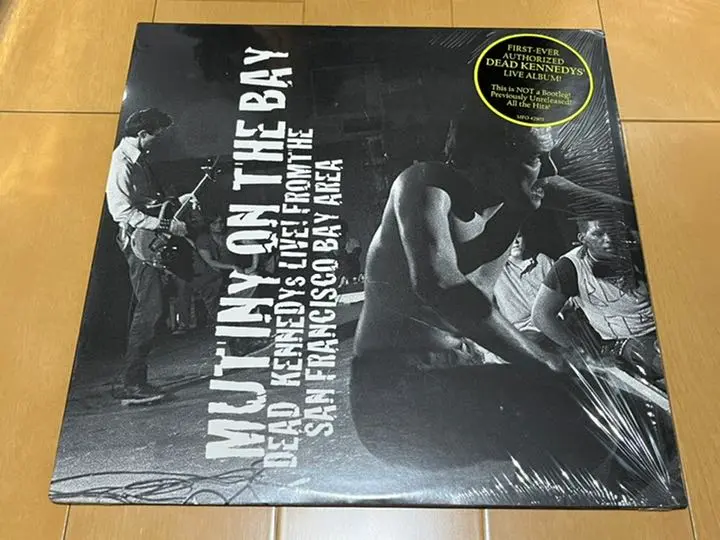 MUTINY ON THE BAY
DEAD KENNEDYS LIVE! FROM THE
SAN FRANCISCO BAY AREA
FIRST-EVER
AUTHORIZED
DEAD KENNEDYS'
LIVE ALBUM!
This is NOT a Bootleg!
Previously Unreleased!
All the Hits!